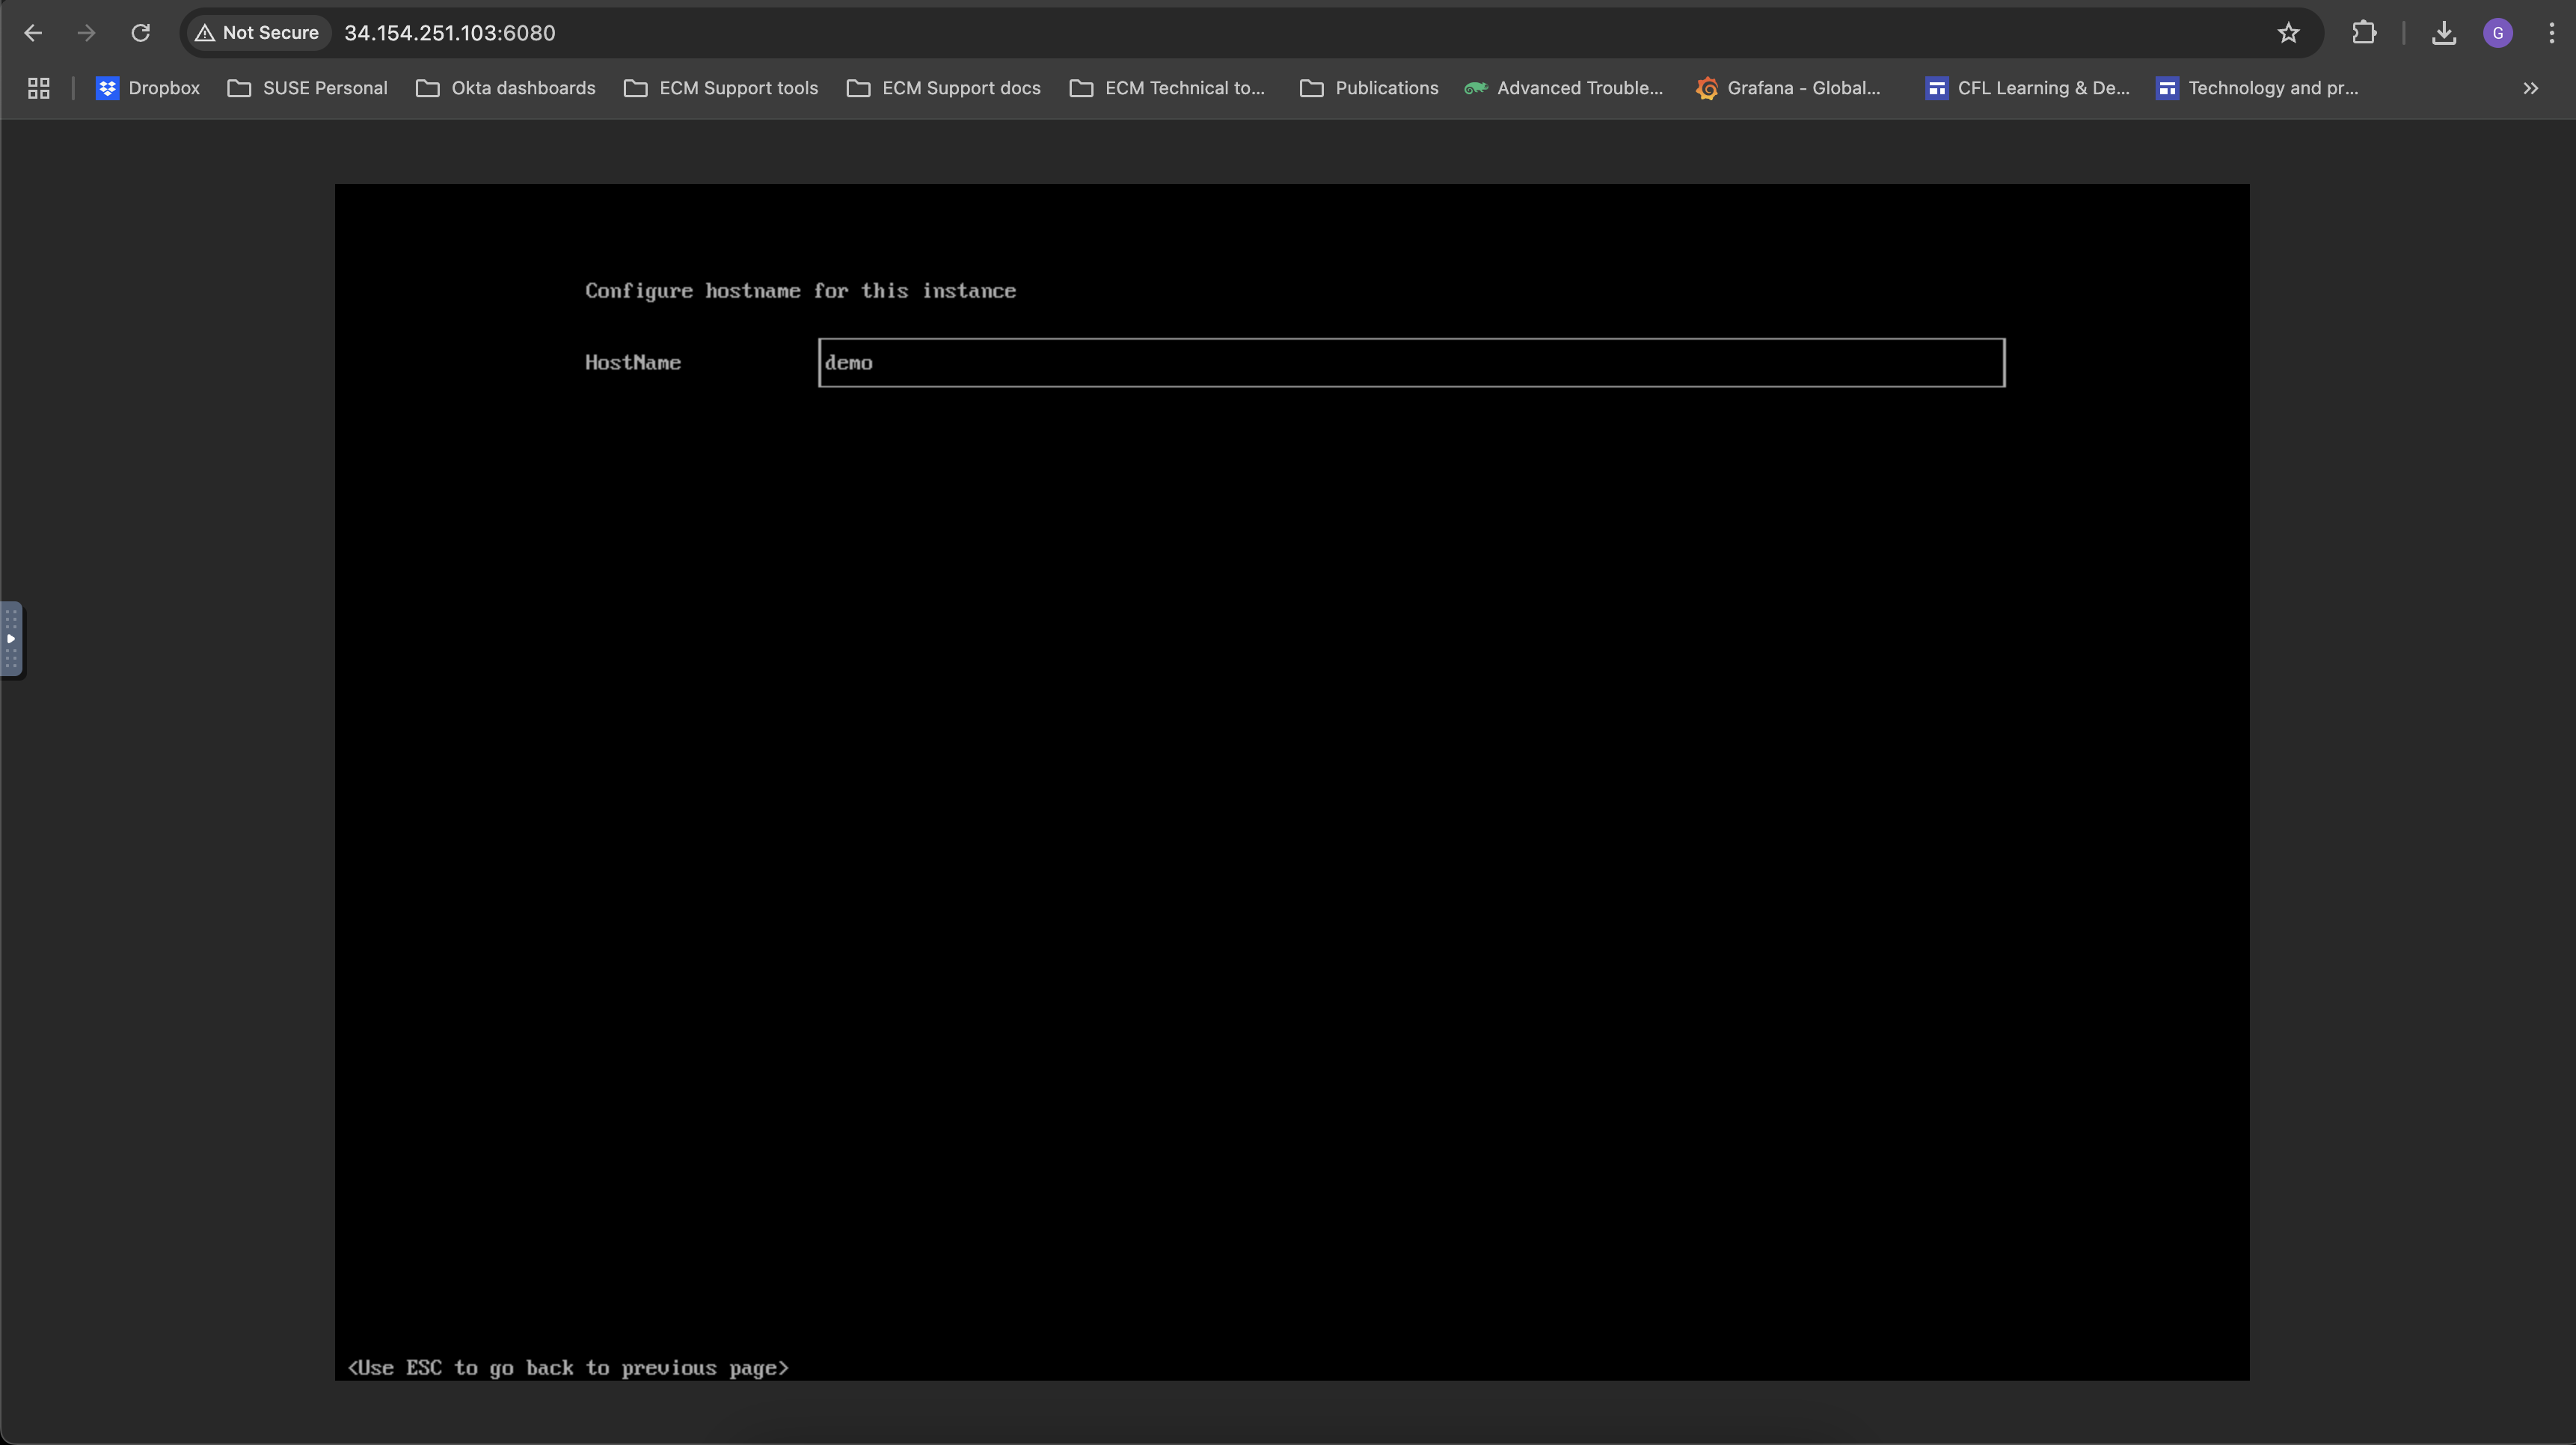 Not Secure 34.154.251.103:6080 G
Dropbox SUSE Personal Okta dashboards ECM Support tools ECM Support docs ECM Technical to... Publications Advanced Trouble... Grafana - Global... CFL Learning & De... Technology and pr...
Configure hostname for this instance
HostName demo
<Use ESC to go back to previous page>